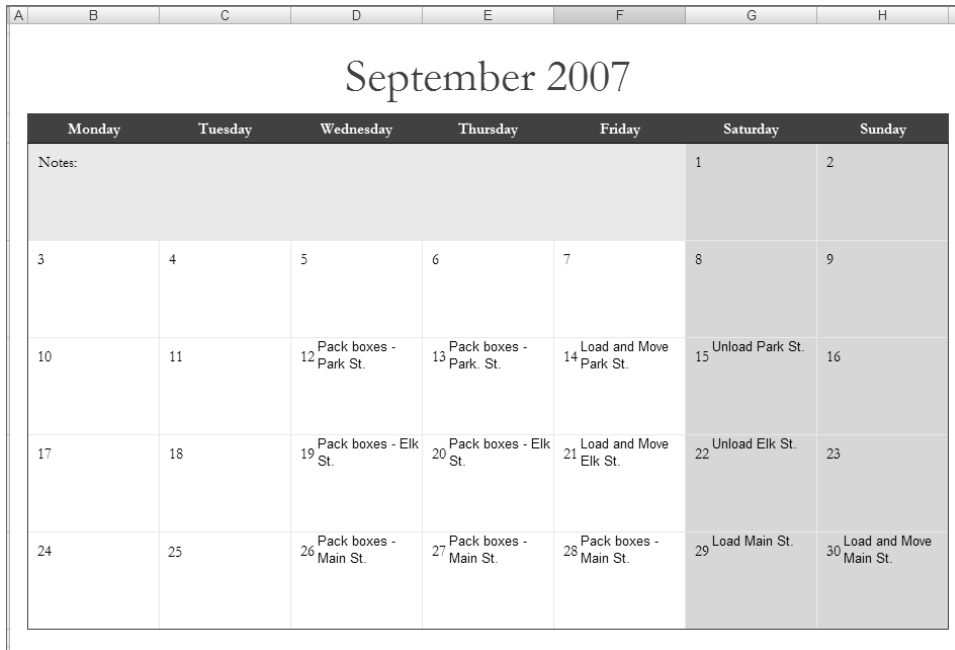 A B C D E F G H
September 2007
Monday Tuesday Wednesday Thursday Friday Saturday Sunday
Notes: 1 2
3 4 5 6 7 8 9
10 11 12 Pack boxes - Park St. 13 Pack boxes - Park. St. 14 Load and Move Park St. 15 Unload Park St. 16
17 18 19 Pack boxes - Elk St. 20 Pack boxes - Elk St. 21 Load and Move Elk St. 22 Unload Elk St. 23
24 25 26 Pack boxes - Main St. 27 Pack boxes - Main St. 28 Pack boxes - Main St. 29 Load Main St. 30 Load and Move Main St.